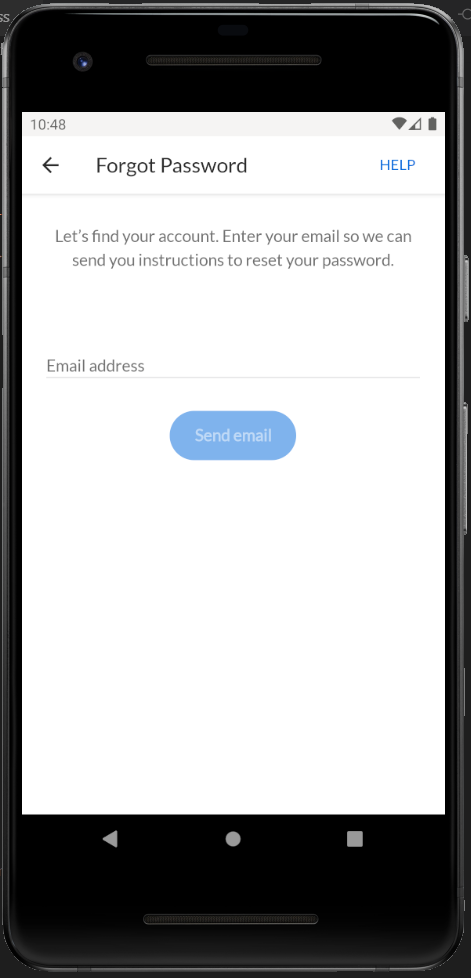 ss
10:48
Forgot Password
HELP
Let's find your account. Enter your email so we can
send you instructions to reset your password.
Email address
Send email